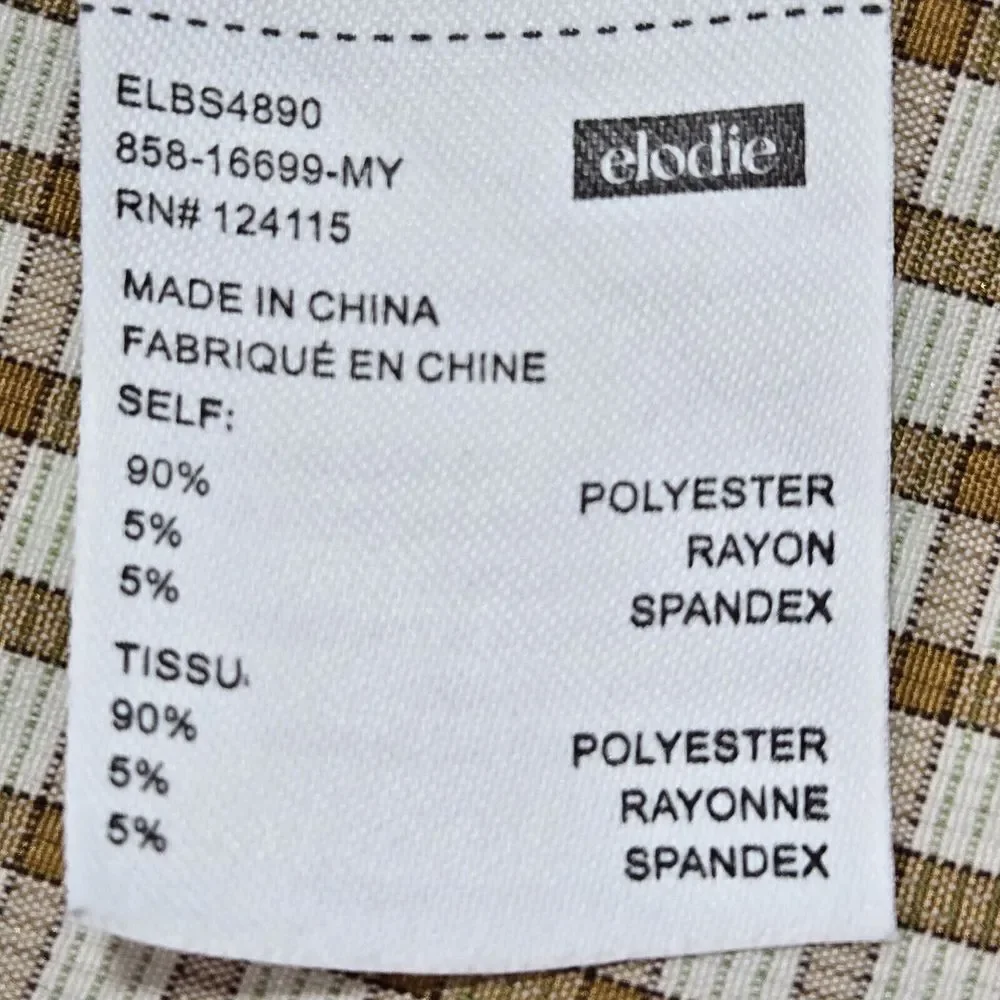 ELBS4890
858-16699-MY
RN# 124115
elodie
MADE IN CHINA
FABRIQUÉ EN CHINE
SELF:
90% POLYESTER
5% RAYON
5% SPANDEX
TISSU:
90% POLYESTER
5% RAYONNE
5% SPANDEX